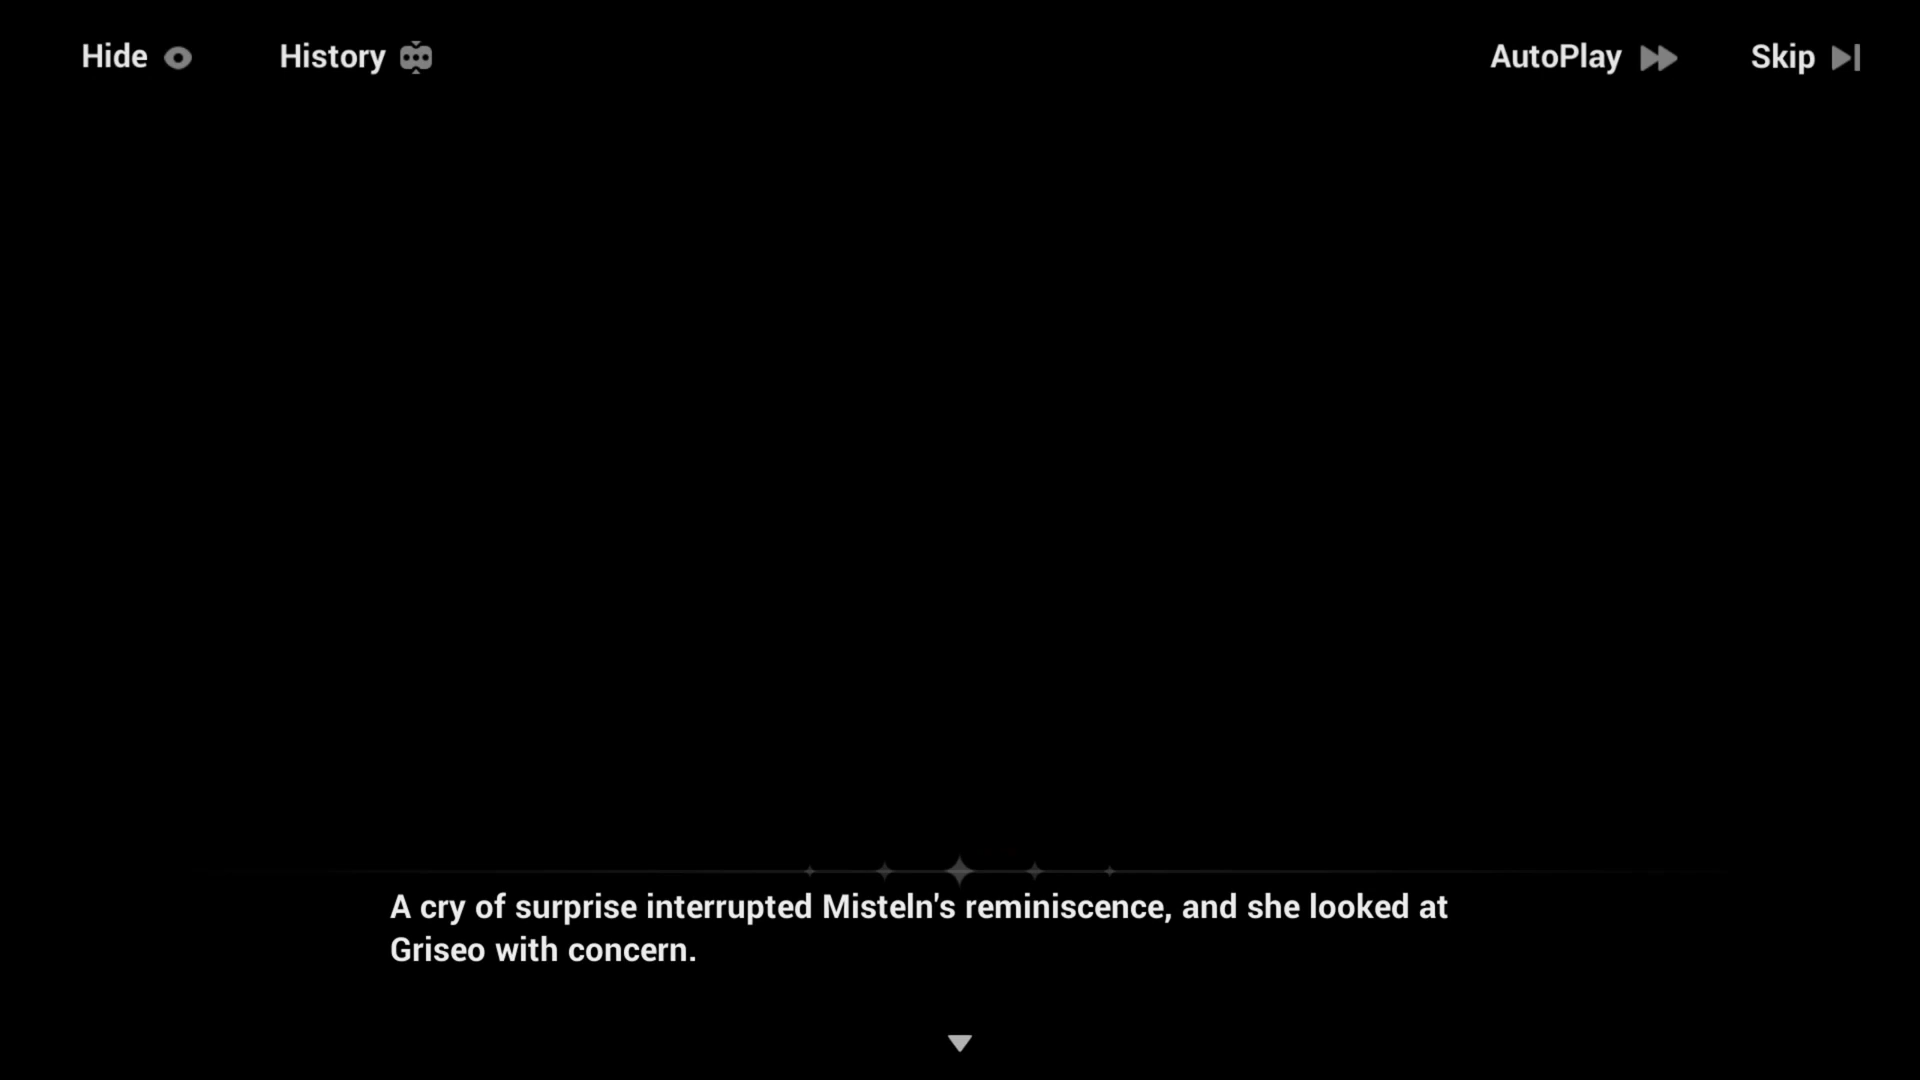 Hide
History
AutoPlay
Skip
A cry of surprise interrupted Misteln's reminiscence, and she looked at
Griseo with concern.